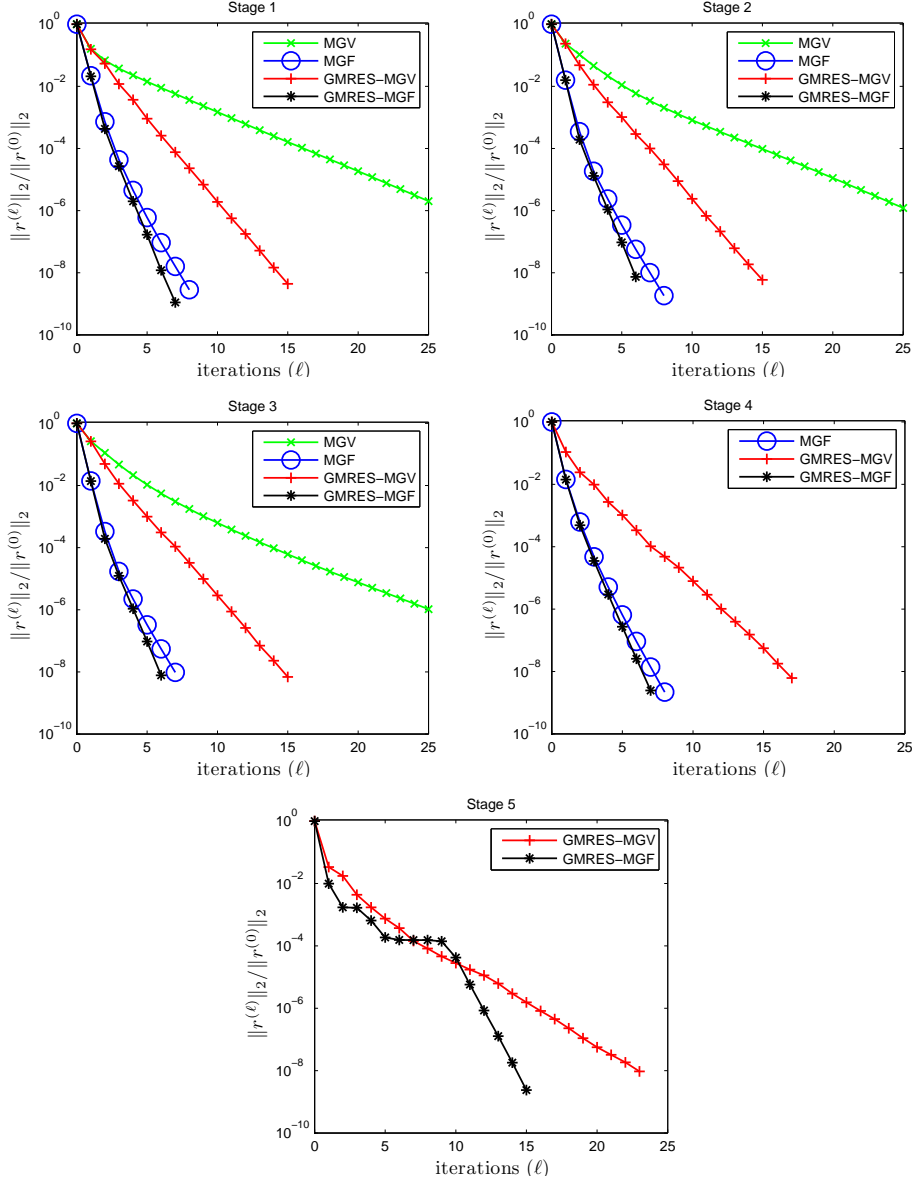 Stage 1
10^0
10^−2
10^−4
10^−6
10^−8
10^−10
||r^(ℓ)||_2/||r^(0)||_2
MGV
MGF
GMRES−MGV
GMRES−MGF
0 5 10 15 20 25
iterations (ℓ)
Stage 2
10^0
10^−2
10^−4
10^−6
10^−8
10^−10
||r^(ℓ)||_2/||r^(0)||_2
MGV
MGF
GMRES−MGV
GMRES−MGF
0 5 10 15 20 25
iterations (ℓ)
Stage 3
10^0
10^−2
10^−4
10^−6
10^−8
10^−10
||r^(ℓ)||_2/||r^(0)||_2
MGV
MGF
GMRES−MGV
GMRES−MGF
0 5 10 15 20 25
iterations (ℓ)
Stage 4
10^0
10^−2
10^−4
10^−6
10^−8
10^−10
||r^(ℓ)||_2/||r^(0)||_2
MGF
GMRES−MGV
GMRES−MGF
0 5 10 15 20 25
iterations (ℓ)
Stage 5
10^0
10^−2
10^−4
10^−6
10^−8
10^−10
||r^(ℓ)||_2/||r^(0)||_2
GMRES−MGV
GMRES−MGF
0 5 10 15 20 25
iterations (ℓ)